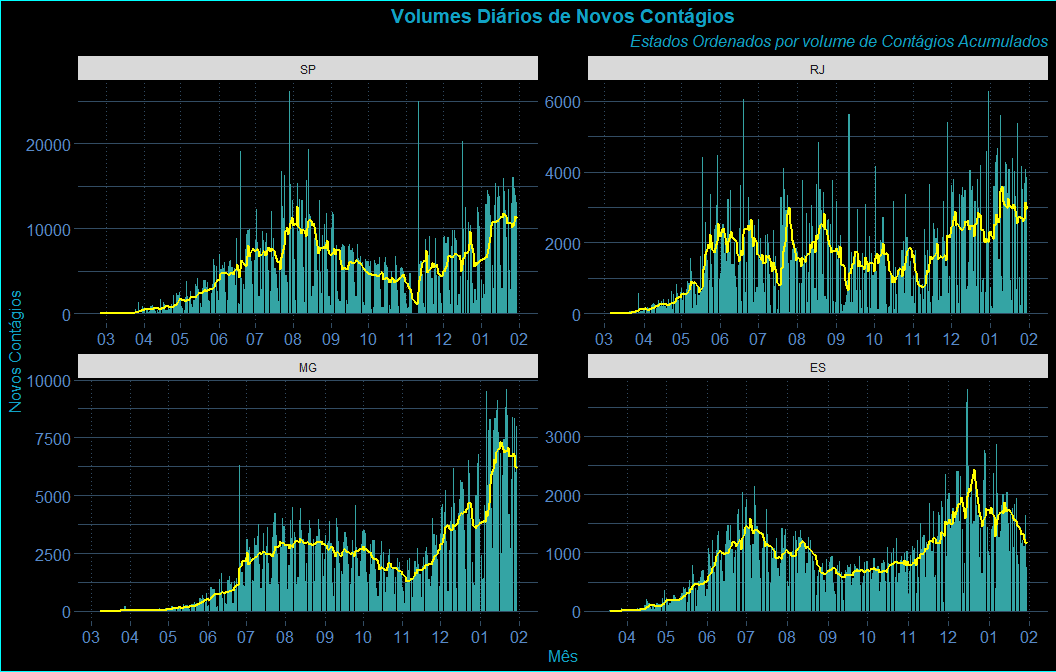 Volumes Diários de Novos Contágios
Estados Ordenados por volume de Contágios Acumulados
SP
RJ
20000
10000
0
03 04 05 06 07 08 09 10 11 12 01 02
6000
4000
2000
0
03 04 05 06 07 08 09 10 11 12 01 02
Novos Contágios
MG
ES
10000
7500
5000
2500
0
03 04 05 06 07 08 09 10 11 12 01 02
3000
2000
1000
0
04 05 06 07 08 09 10 11 12 01 02
Mês